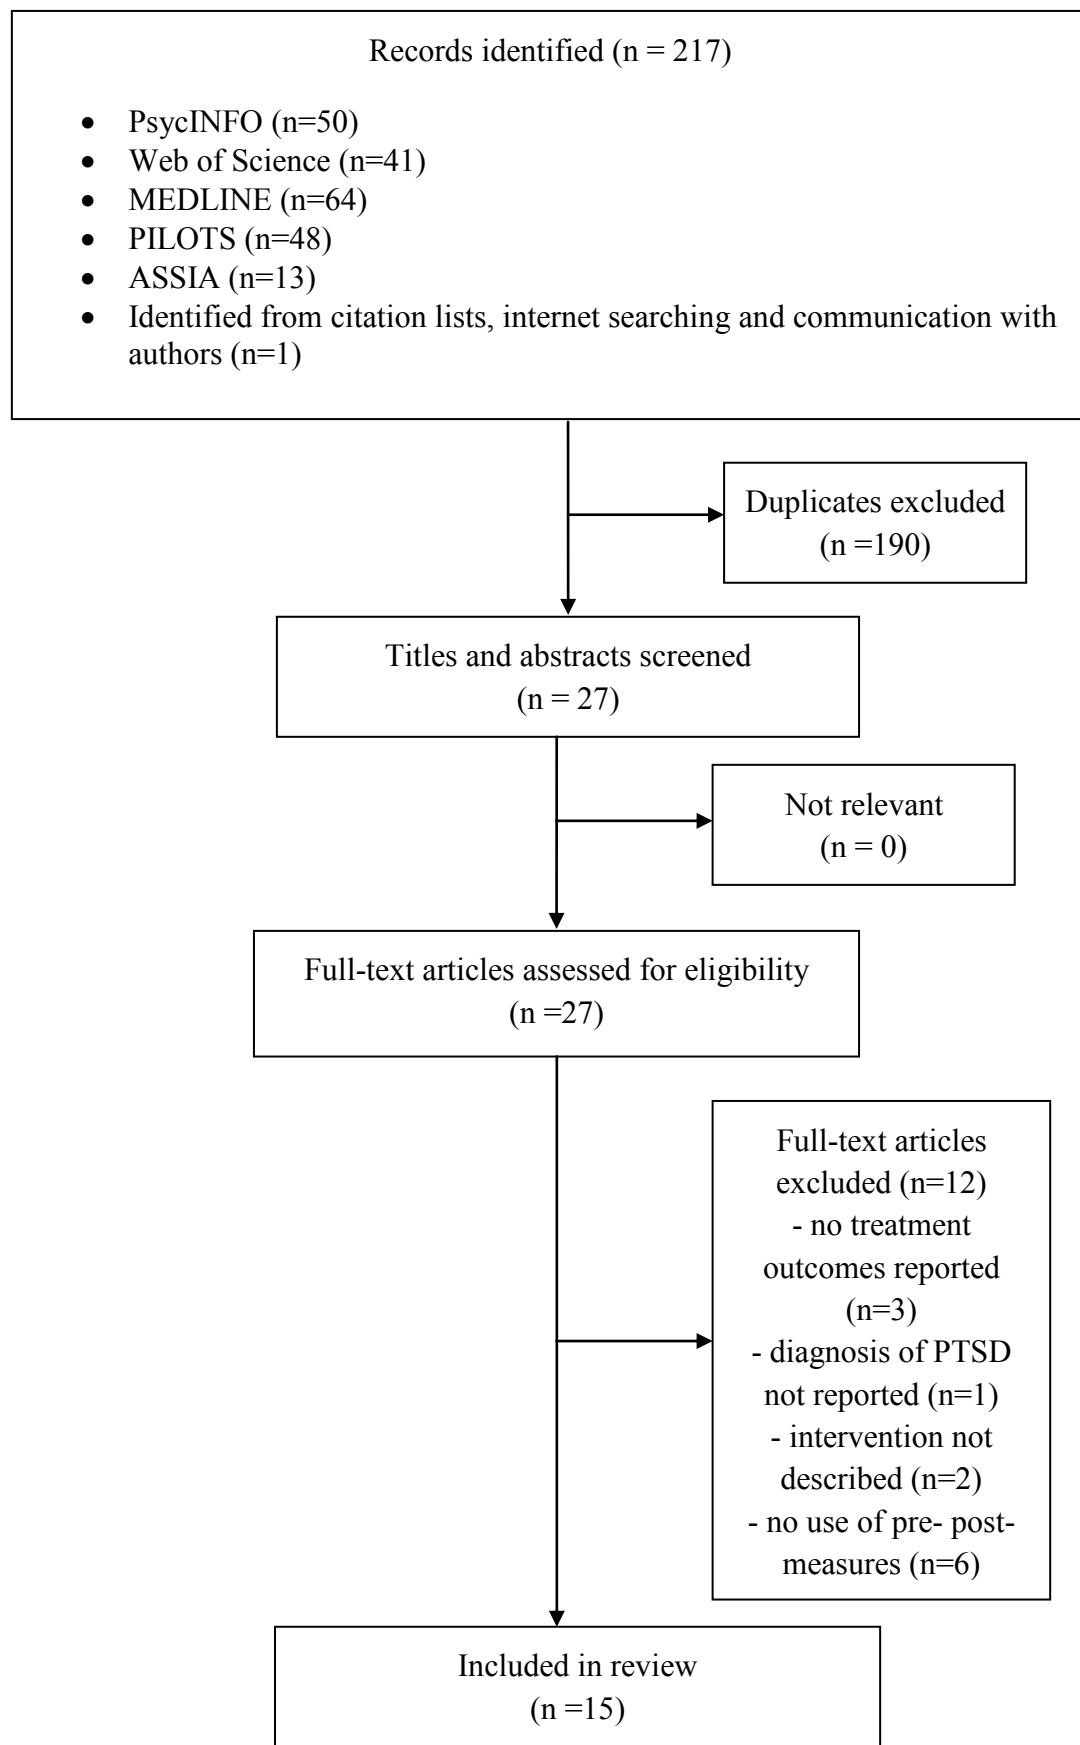 Records identified (n = 217)
• PsycINFO (n=50)
• Web of Science (n=41)
• MEDLINE (n=64)
• PILOTS (n=48)
• ASSIA (n=13)
• Identified from citation lists, internet searching and communication with
authors (n=1)
Duplicates excluded
(n =190)
Titles and abstracts screened
(n = 27)
Not relevant
(n = 0)
Full-text articles assessed for eligibility
(n =27)
Full-text articles
excluded (n=12)
- no treatment
outcomes reported
(n=3)
- diagnosis of PTSD
not reported (n=1)
- intervention not
described (n=2)
- no use of pre- post-
measures (n=6)
Included in review
(n =15)